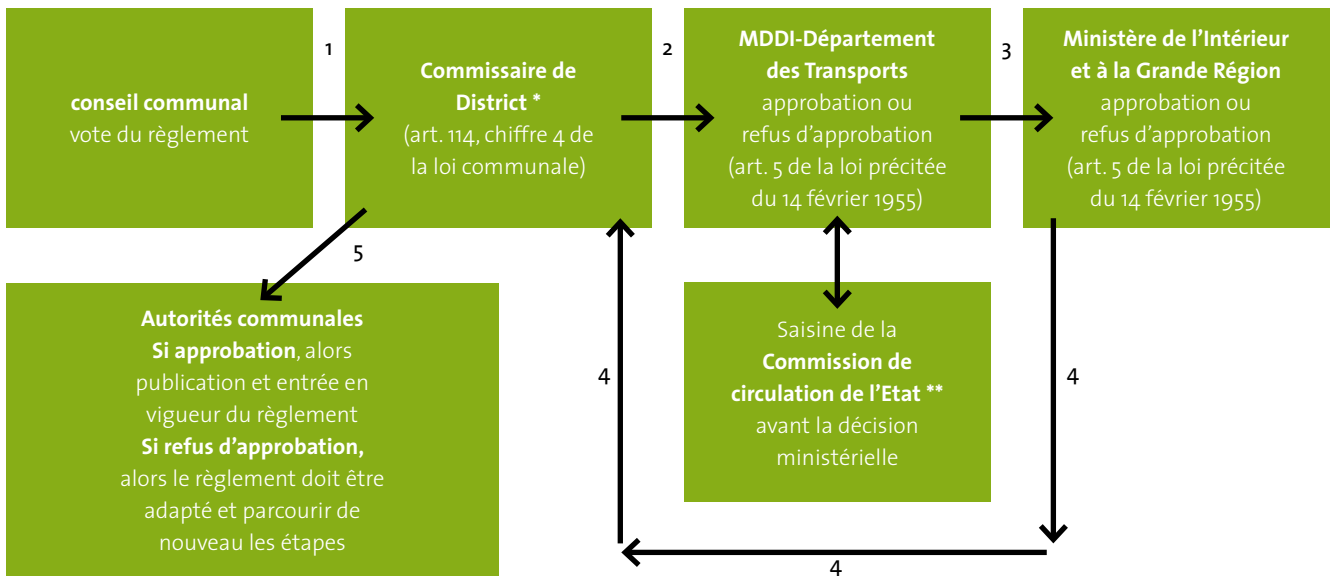 conseil communal
vote du règlement
1
Commissaire de
District *
(art. 114, chiffre 4 de
la loi communale)
2
MDDI-Département
des Transports
approbation ou
refus d'approbation
(art. 5 de la loi précitée
du 14 février 1955)
3
Ministère de l'Intérieur
et à la Grande Région
approbation ou
refus d'approbation
(art. 5 de la loi précitée
du 14 février 1955)
5
Autorités communales
Si approbation, alors
publication et entrée en
vigueur du règlement
Si refus d'approbation,
alors le règlement doit être
adapté et parcourir de
nouveau les étapes
4
Saisine de la
Commission de
circulation de l'Etat **
avant la décision
ministérielle
4
4